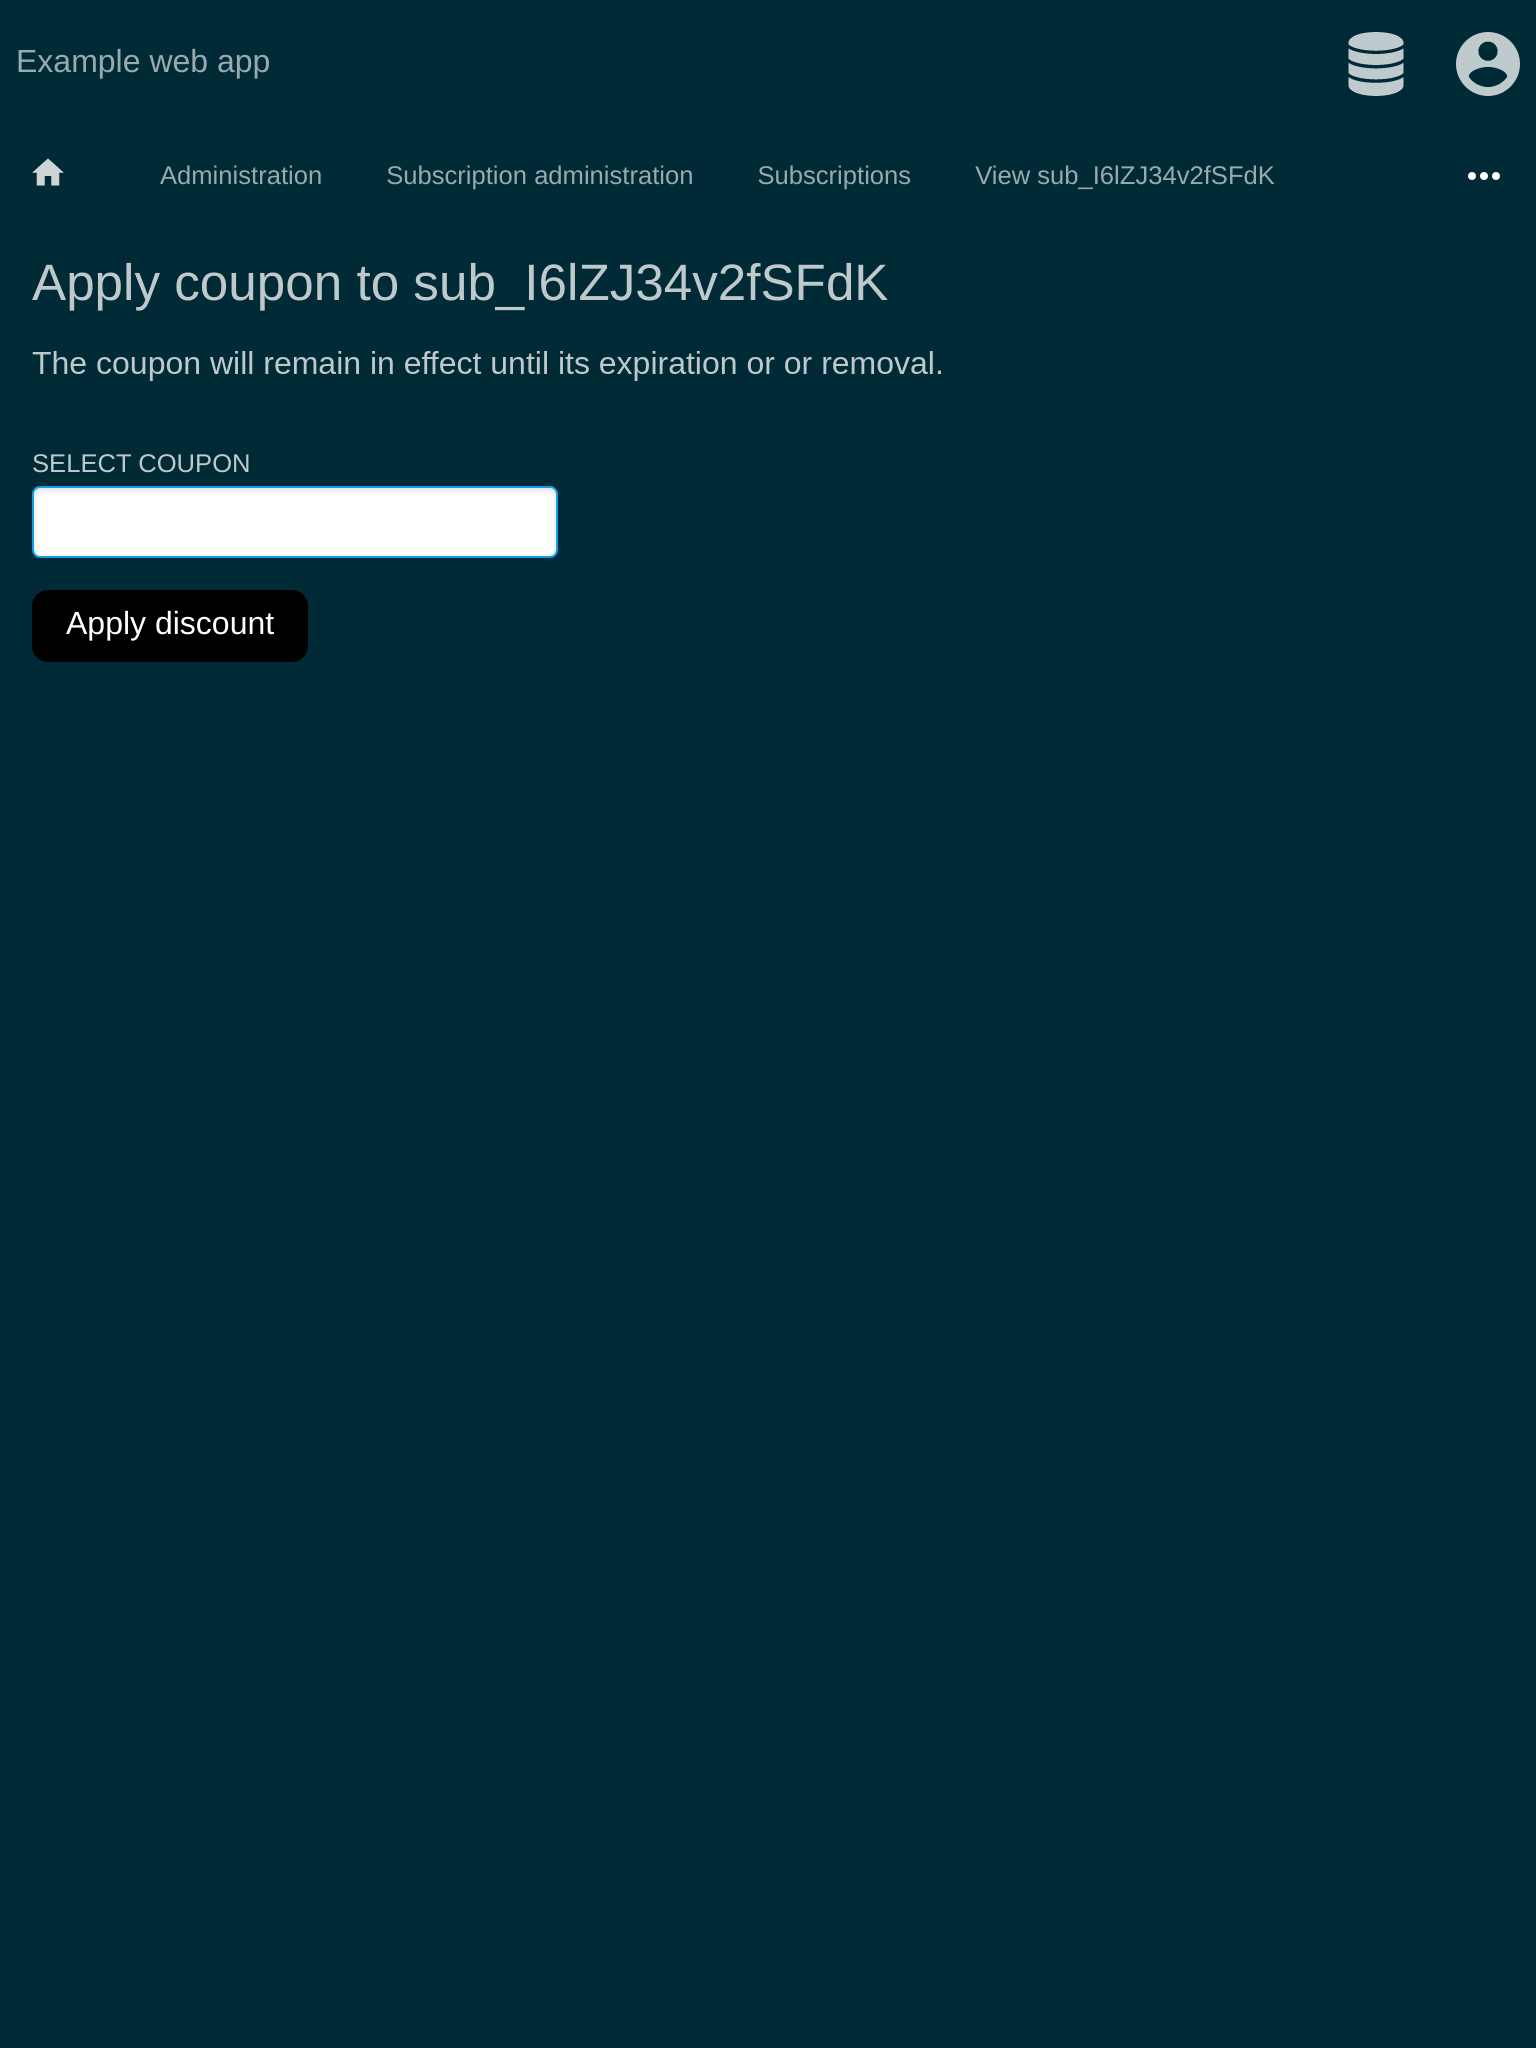 Example web app
Administration Subscription administration Subscriptions View sub_I6lZJ34v2fSFdK
Apply coupon to sub_I6lZJ34v2fSFdK
The coupon will remain in effect until its expiration or or removal.
SELECT COUPON
Apply discount